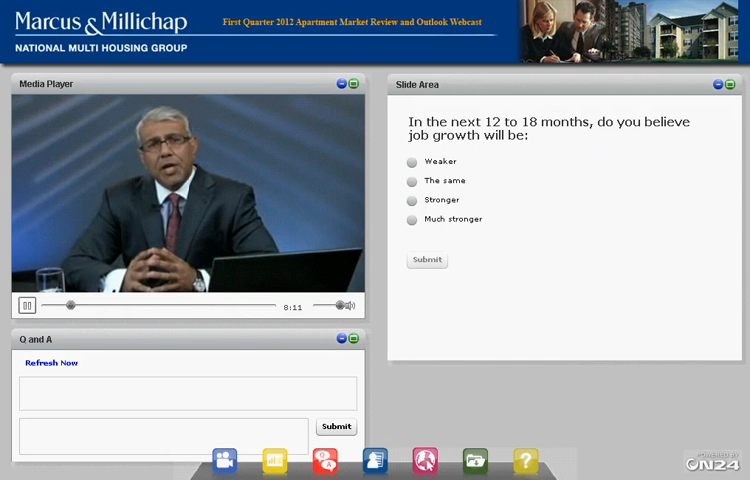 Marcus & Millichap
NATIONAL MULTI HOUSING GROUP
First Quarter 2012 Apartment Market Review and Outlook Webcast
Media Player
8:11
Q and A
Refresh Now
Submit
Slide Area
In the next 12 to 18 months, do you believe
job growth will be:
Weaker
The same
Stronger
Much stronger
Submit
Q
A
?
POWERED BY
ON24